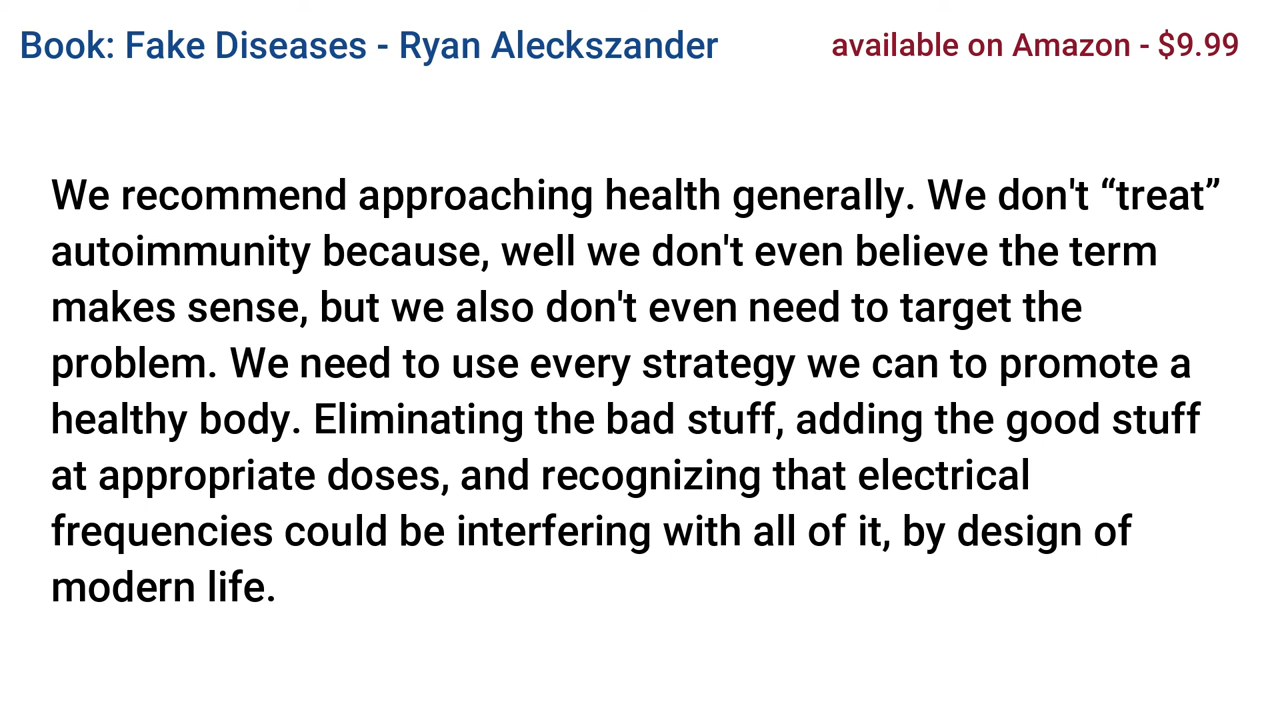 Book: Fake Diseases - Ryan Aleckszander
available on Amazon - $9.99
We recommend approaching health generally. We don't “treat”
autoimmunity because, well we don't even believe the term
makes sense, but we also don't even need to target the
problem. We need to use every strategy we can to promote a
healthy body. Eliminating the bad stuff, adding the good stuff
at appropriate doses, and recognizing that electrical
frequencies could be interfering with all of it, by design of
modern life.